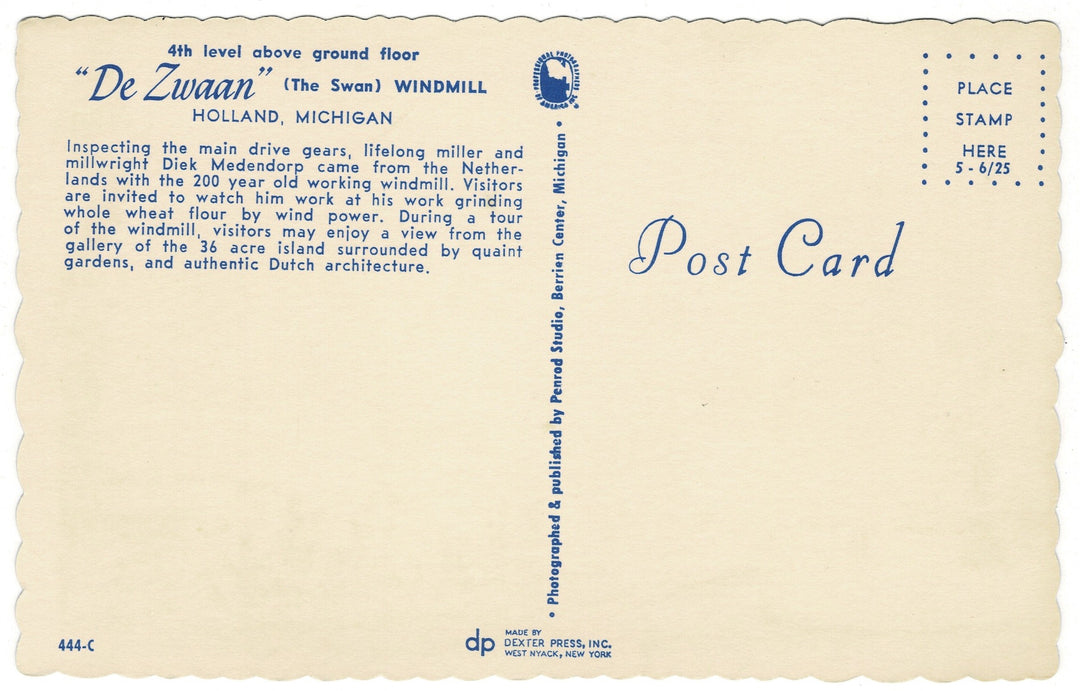 4th level above ground floor
"De Zwaan" (The Swan) WINDMILL
HOLLAND, MICHIGAN
Inspecting the main drive gears, lifelong miller and
millwright Diek Medendorp came from the Nether-
lands with the 200 year old working windmill. Visitors
are invited to watch him work at his work grinding
whole wheat flour by wind power. During a tour
of the windmill, visitors may enjoy a view from the
gallery of the 36 acre island surrounded by quaint
gardens, and authentic Dutch architecture.
444-C
PROFESSIONAL PHOTOGRAPHERS
OF AMERICA INC
• Photographed & published by Penrod Studio, Berrien Center, Michigan •
dp
MADE BY
DEXTER PRESS, INC.
WEST NYACK, NEW YORK
PLACE
STAMP
HERE
5 - 6/25
Post Card